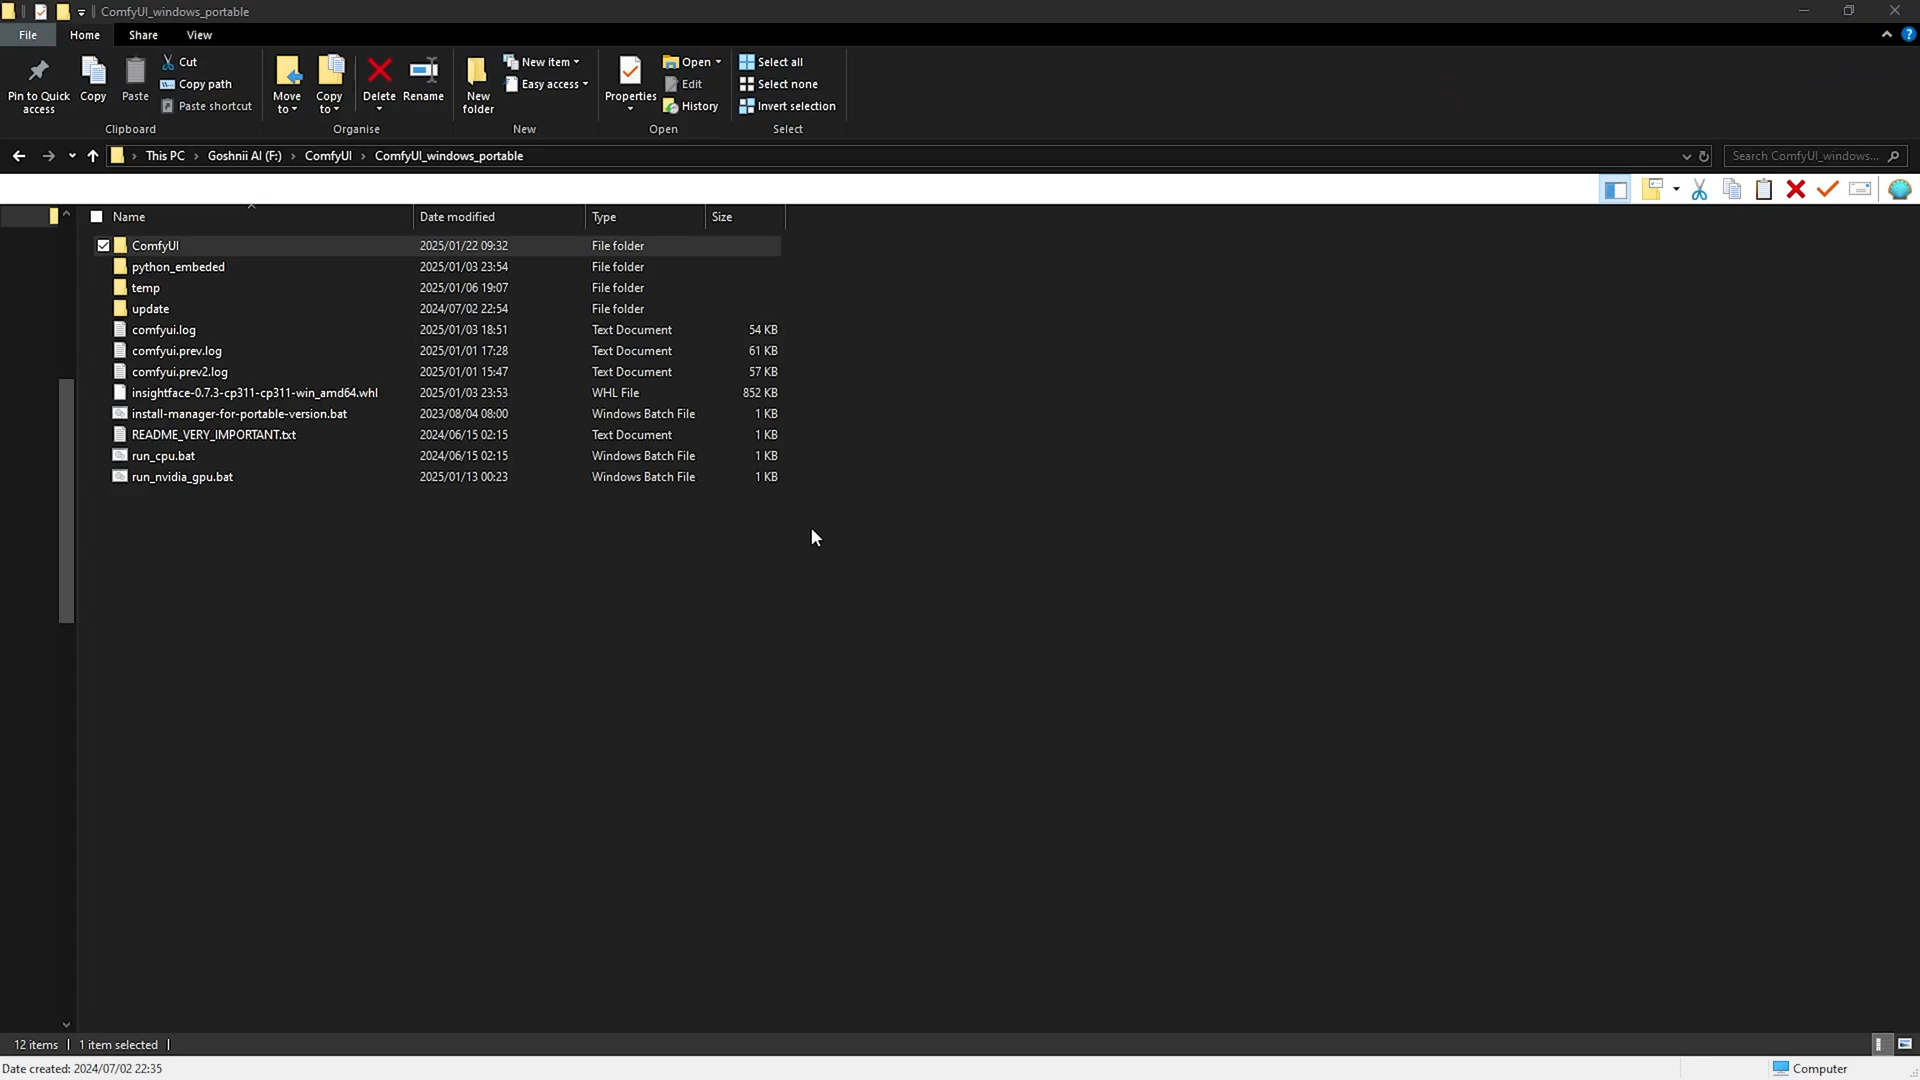 ComfyUI_windows_portable
File Home Share View
Pin to Quick access
Copy
Paste
Cut
Copy path
Paste shortcut
Clipboard
Move to
Copy to
Delete
Rename
Organise
New folder
New item
Easy access
New
Properties
Open
Edit
History
Open
Select all
Select none
Invert selection
Select
This PC Goshnii AI (F:) ComfyUI ComfyUI_windows_portable
Search ComfyUI_windows...
Name Date modified Type Size
ComfyUI 2025/01/22 09:32 File folder
python_embeded 2025/01/03 23:54 File folder
temp 2025/01/06 19:07 File folder
update 2024/07/02 22:54 File folder
comfyui.log 2025/01/03 18:51 Text Document 54 KB
comfyui.prev.log 2025/01/01 17:28 Text Document 61 KB
comfyui.prev2.log 2025/01/01 15:47 Text Document 57 KB
insightface-0.7.3-cp311-cp311-win_amd64.whl 2025/01/03 23:53 WHL File 852 KB
install-manager-for-portable-version.bat 2023/08/04 08:00 Windows Batch File 1 KB
README_VERY_IMPORTANT.txt 2024/06/15 02:15 Text Document 1 KB
run_cpu.bat 2024/06/15 02:15 Windows Batch File 1 KB
run_nvidia_gpu.bat 2025/01/13 00:23 Windows Batch File 1 KB
12 items 1 item selected
Date created: 2024/07/02 22:35 Computer